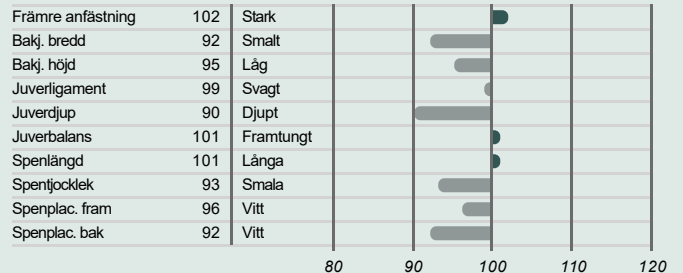 Främre anfästning 102 Stark
Bakj. bredd 92 Smalt
Bakj. höjd 95 Låg
Juverligament 99 Svagt
Juverdjup 90 Djupt
Juverbalans 101 Framtungt
Spenlängd 101 Långa
Spentjocklek 93 Smala
Spenplac. fram 96 Vitt
Spenplac. bak 92 Vitt
80 90 100 110 120